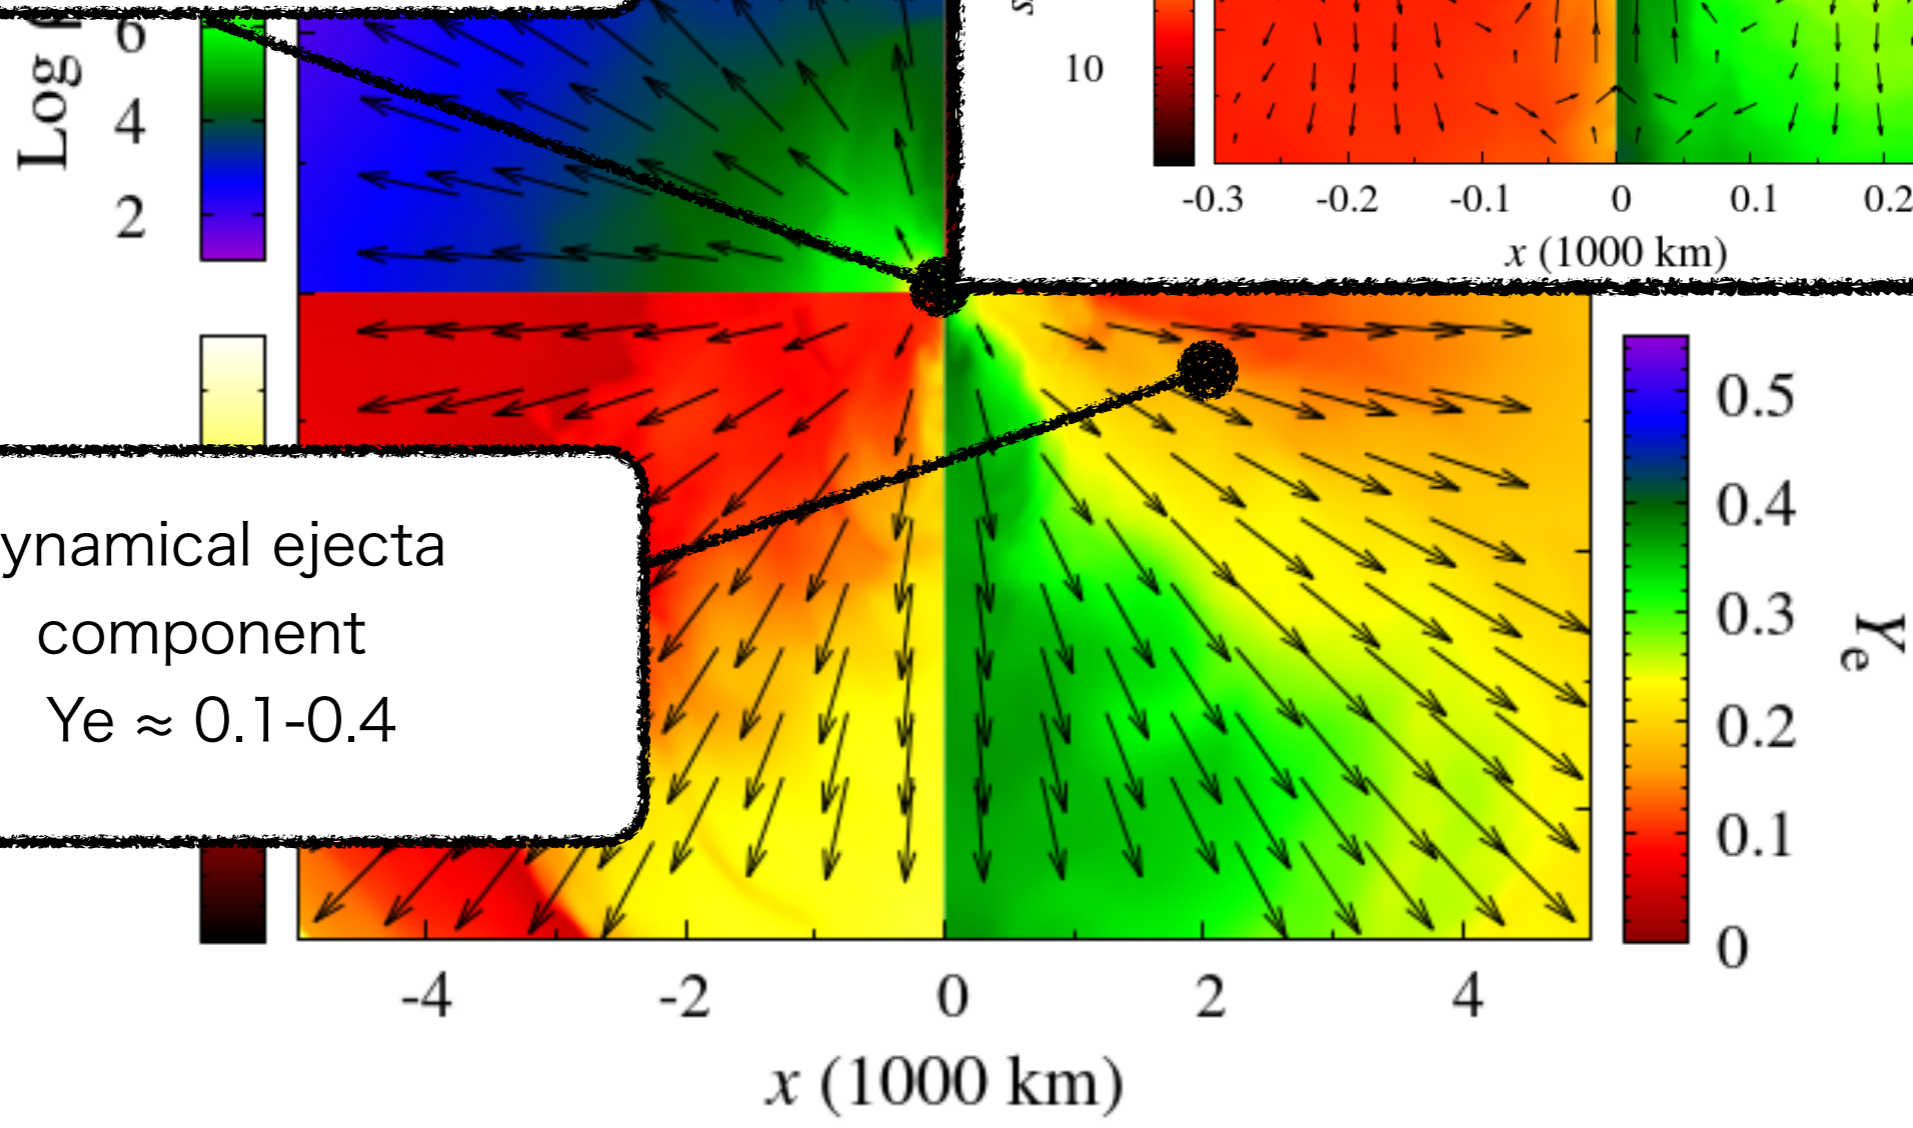 Log
6
4
2
10
-0.3 -0.2 -0.1 0 0.1 0.2
x (1000 km)
ynamical ejecta
component
Ye ≈ 0.1-0.4
0.5
0.4
0.3
0.2
0.1
0
Ye
-4 -2 0 2 4
x (1000 km)